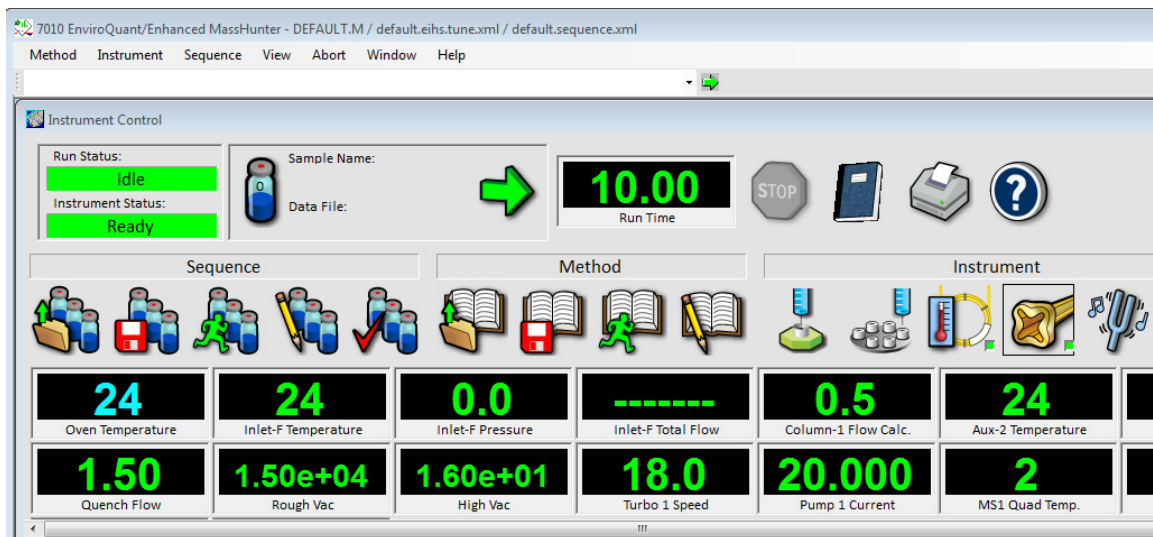 7010 EnviroQuant/Enhanced MassHunter - DEFAULT.M / default.eihs.tune.xml / default.sequence.xml
Method Instrument Sequence View Abort Window Help
Instrument Control
Run Status:
Idle
Instrument Status:
Ready
0
Sample Name:
Data File:
10.00
Run Time
STOP
?
Sequence Method Instrument
24 24 0.0 ------- 0.5 24
Oven Temperature Inlet-F Temperature Inlet-F Pressure Inlet-F Total Flow Column-1 Flow Calc. Aux-2 Temperature
1.50 1.50e+04 1.60e+01 18.0 20.000 2
Quench Flow Rough Vac High Vac Turbo 1 Speed Pump 1 Current MS1 Quad Temp.